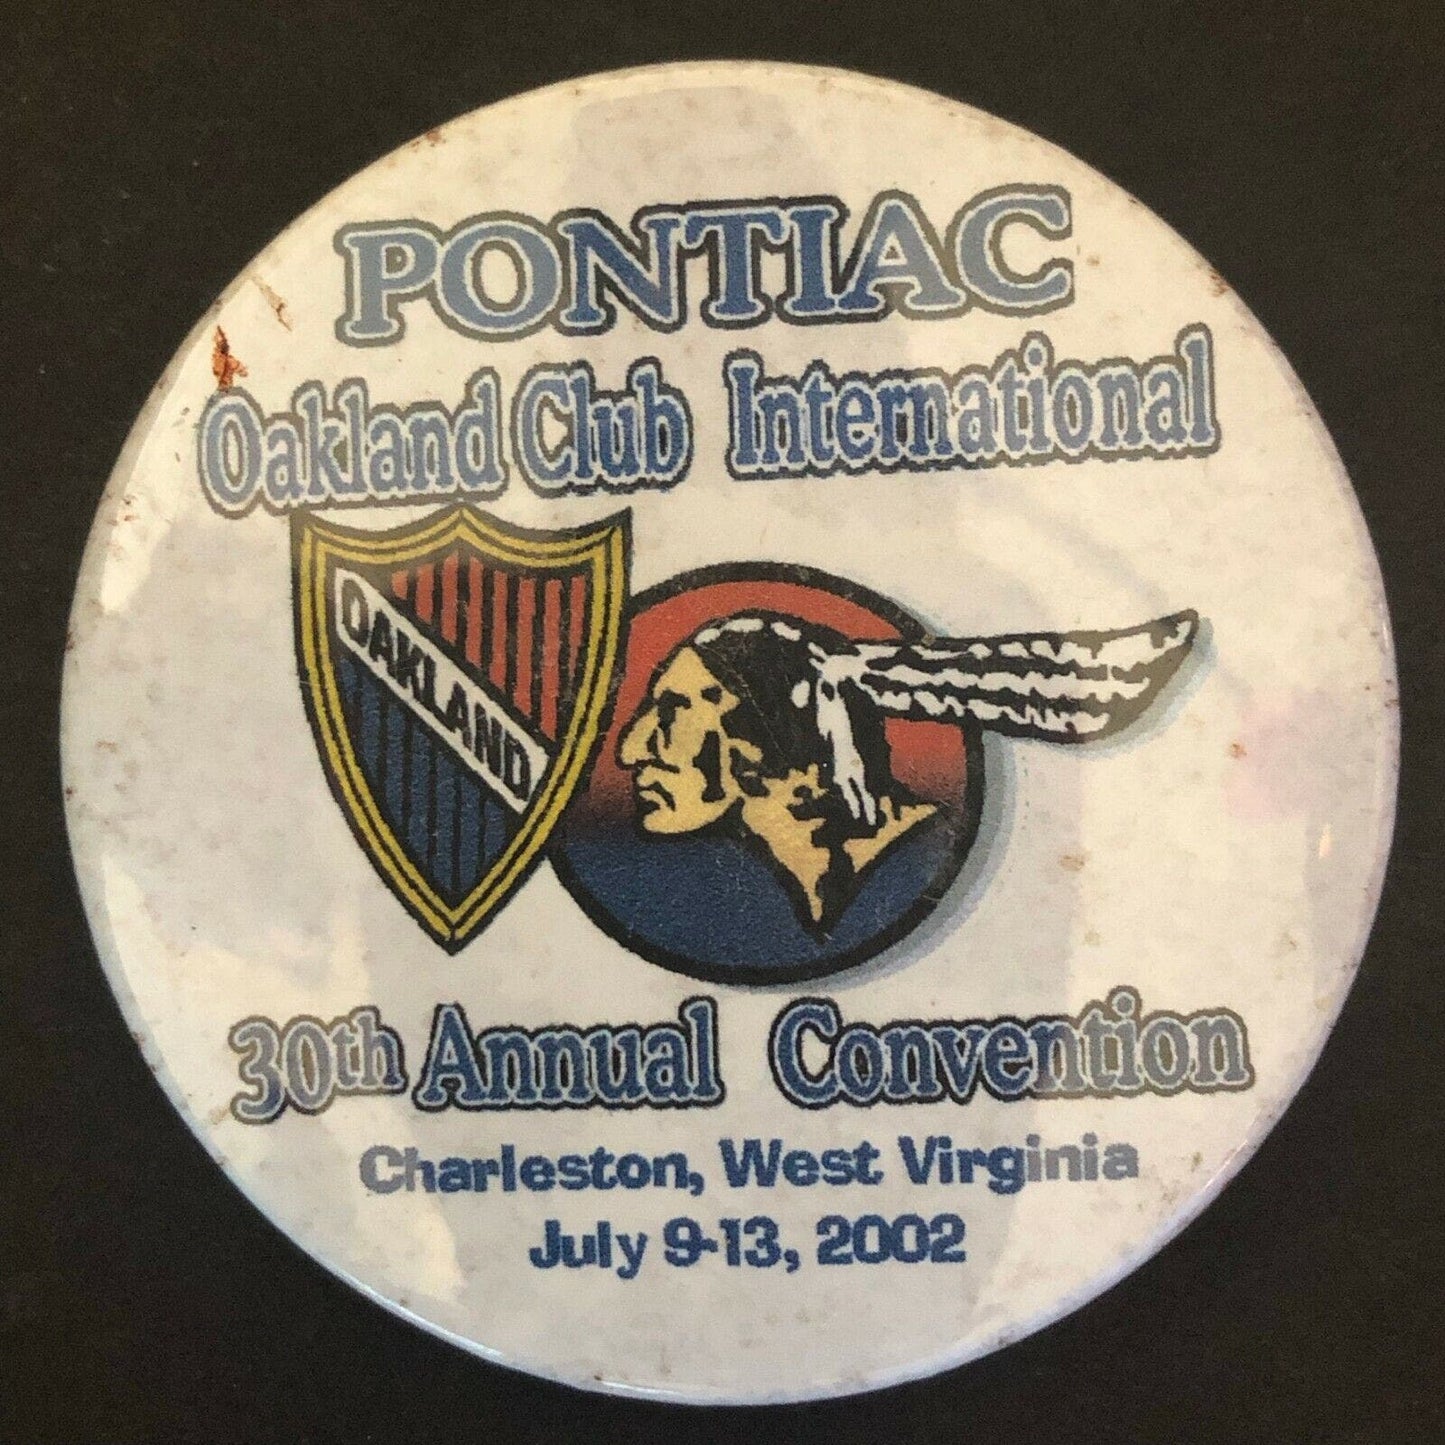 PONTIAC
Oakland Club International
OAKLAND
30th Annual Convention
Charleston, West Virginia
July 9-13, 2002